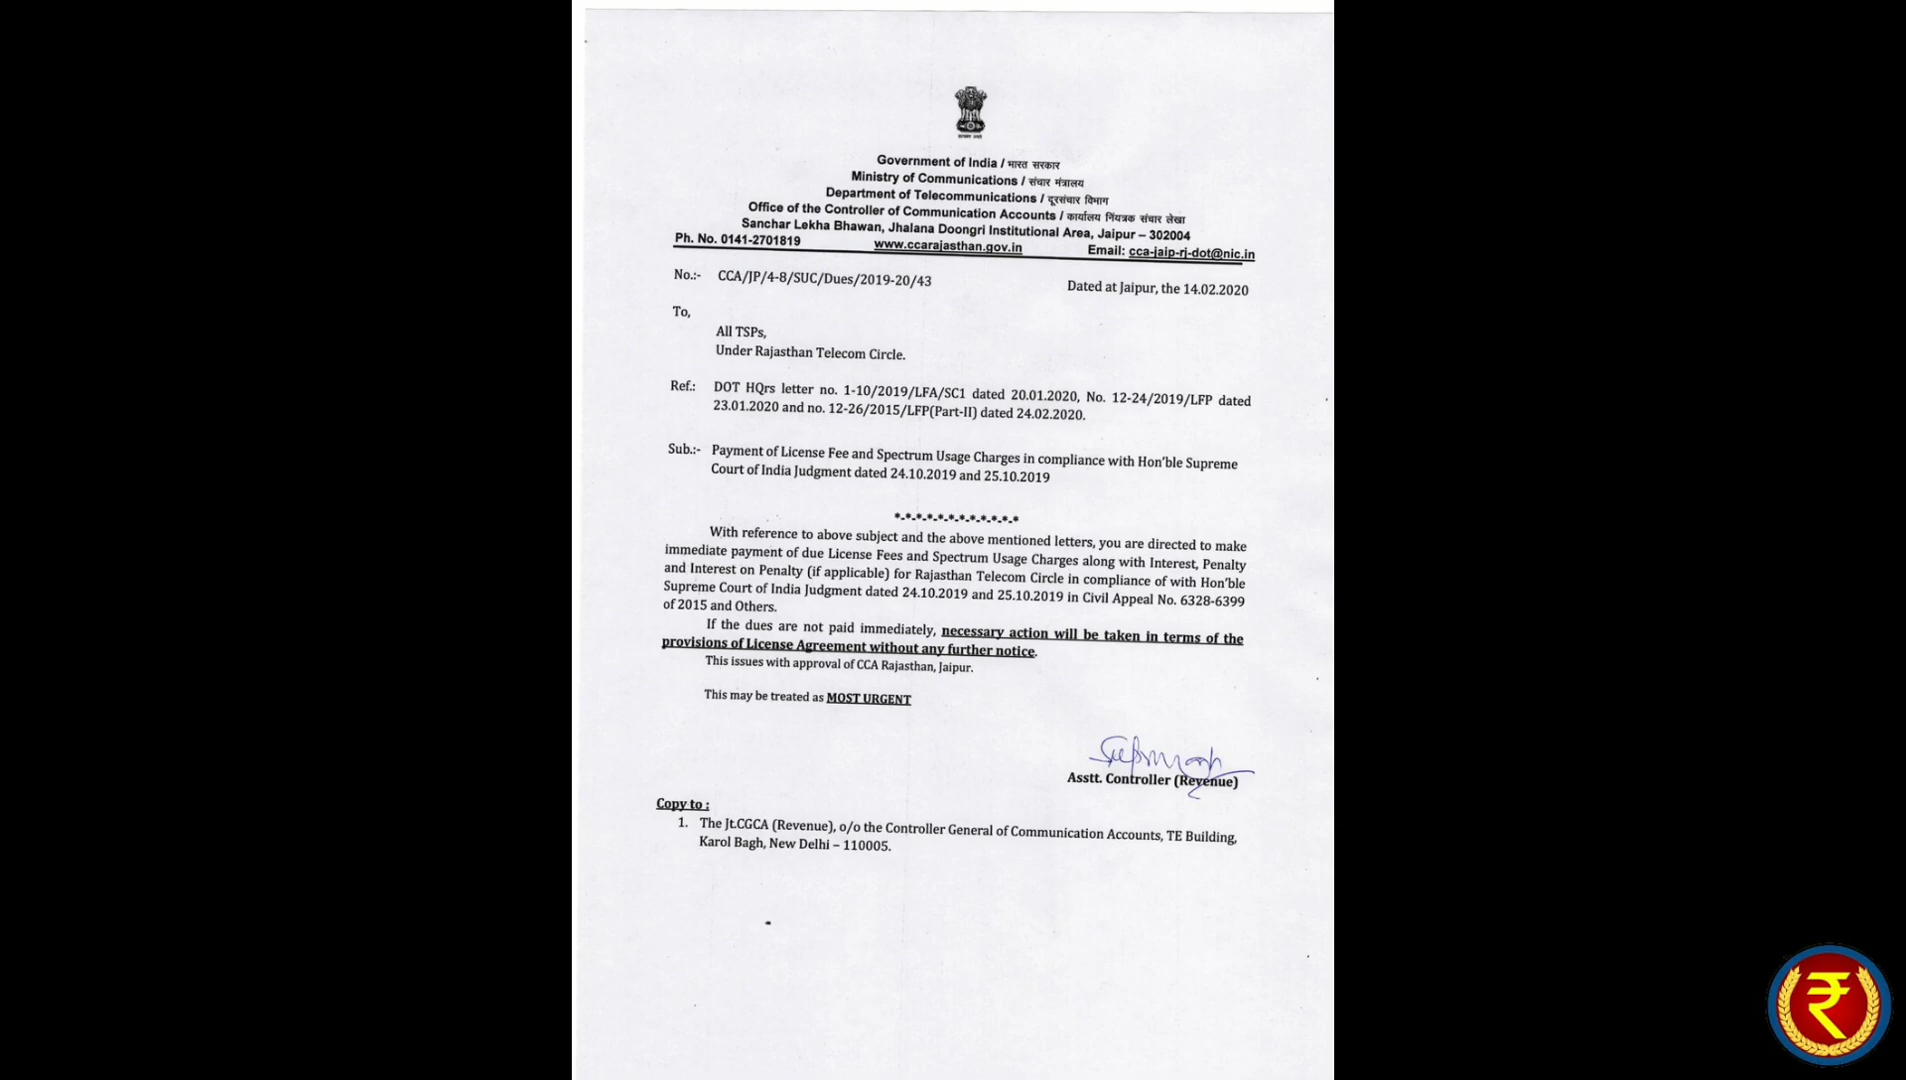 Government of India / भारत सरकार
Ministry of Communications / संचार मंत्रालय
Department of Telecommunications / दूरसंचार विभाग
Office of the Controller of Communication Accounts / कार्यालय नियंत्रक संचार लेखा
Sanchar Lekha Bhawan, Jhalana Doongri Institutional Area, Jaipur – 302004
Ph. No. 0141-2701819 www.ccarajasthan.gov.in Email: cca-jaip-rj-dot@nic.in
No.:- CCA/JP/4-8/SUC/Dues/2019-20/43 Dated at Jaipur, the 14.02.2020
To,
All TSPs,
Under Rajasthan Telecom Circle.
Ref.: DOT HQrs letter no. 1-10/2019/LFA/SC1 dated 20.01.2020, No. 12-24/2019/LFP dated
23.01.2020 and no. 12-26/2015/LFP(Part-II) dated 24.02.2020.
Sub.:- Payment of License Fee and Spectrum Usage Charges in compliance with Hon'ble Supreme
Court of India Judgment dated 24.10.2019 and 25.10.2019
*-*-*-*-*-*-*-*-*-*-*-*
With reference to above subject and the above mentioned letters, you are directed to make
immediate payment of due License Fees and Spectrum Usage Charges along with Interest, Penalty
and Interest on Penalty (if applicable) for Rajasthan Telecom Circle in compliance of with Hon'ble
Supreme Court of India Judgment dated 24.10.2019 and 25.10.2019 in Civil Appeal No. 6328-6399
of 2015 and Others.
If the dues are not paid immediately, necessary action will be taken in terms of the
provisions of License Agreement without any further notice.
This issues with approval of CCA Rajasthan, Jaipur.
This may be treated as MOST URGENT
Asstt. Controller (Revenue)
Copy to :
1. The Jt.CGCA (Revenue), o/o the Controller General of Communication Accounts, TE Building,
Karol Bagh, New Delhi – 110005.
₹